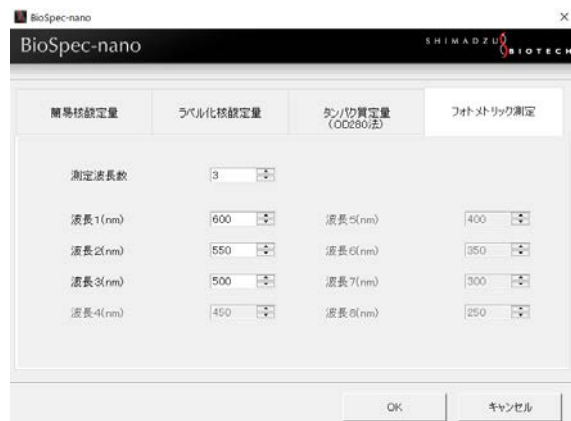 BioSpec-nano
BioSpec-nano
SHIMADZU
BIOTECH
簡易核酸定量
ラベル化核酸定量
タンパク質定量
(OD280法)
フォトメトリック測定
測定波長数 3
波長1(nm) 600 波長5(nm) 400
波長2(nm) 550 波長6(nm) 350
波長3(nm) 500 波長7(nm) 300
波長4(nm) 450 波長8(nm) 250
OK キャンセル